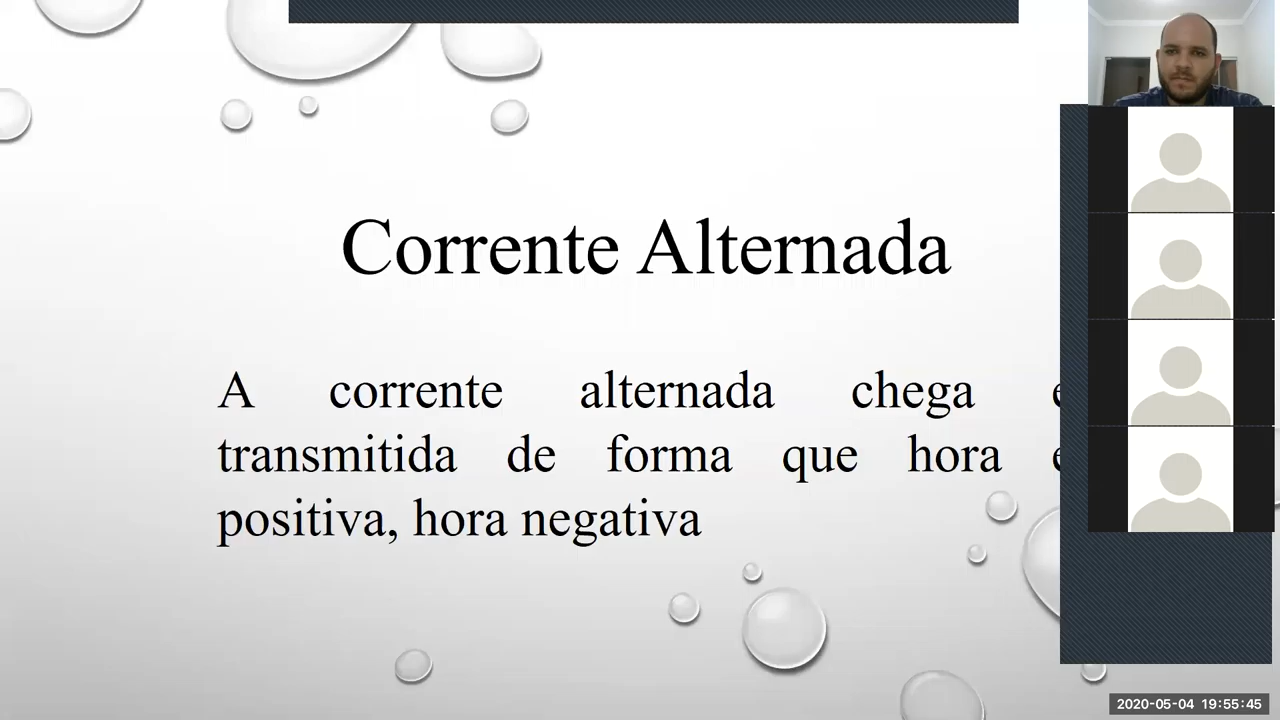 Corrente Alternada
A corrente alternada chega
transmitida de forma que hora
positiva, hora negativa
2020-05-04 19:55:45